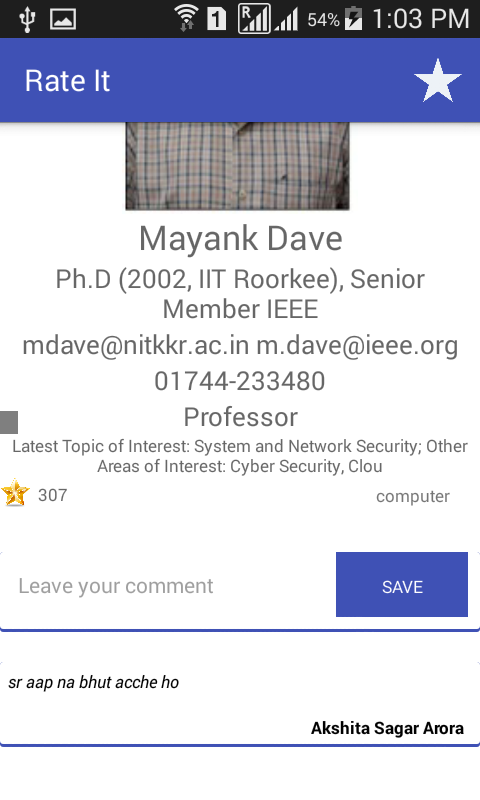 R
1
54%
1:03 PM
Rate It
Mayank Dave
Ph.D (2002, IIT Roorkee), Senior
Member IEEE
mdave@nitkkr.ac.in m.dave@ieee.org
01744-233480
Professor
Latest Topic of Interest: System and Network Security; Other
Areas of Interest: Cyber Security, Clou
307
computer
Leave your comment
SAVE
sr aap na bhut acche ho
Akshita Sagar Arora